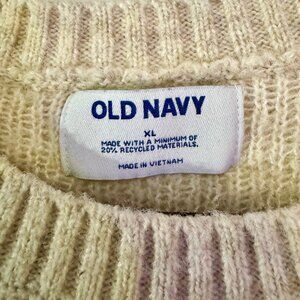 OLD NAVY
XL
MADE WITH A MINIMUM OF
20% RECYCLED MATERIALS.
MADE IN VIETNAM